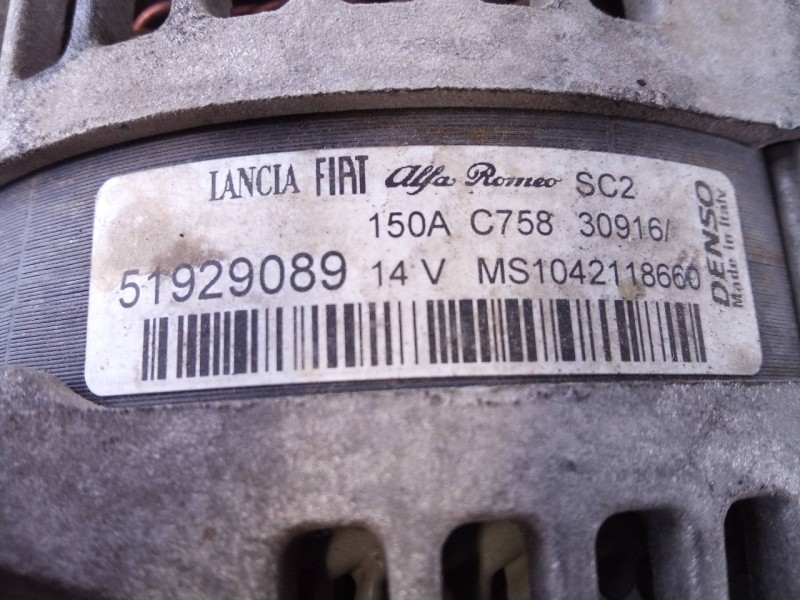 LANCIA FIAT Alfa Romeo SC2
150A C758 30916/
51929089 14 V MS1042118660
DENSO
Made in Italy